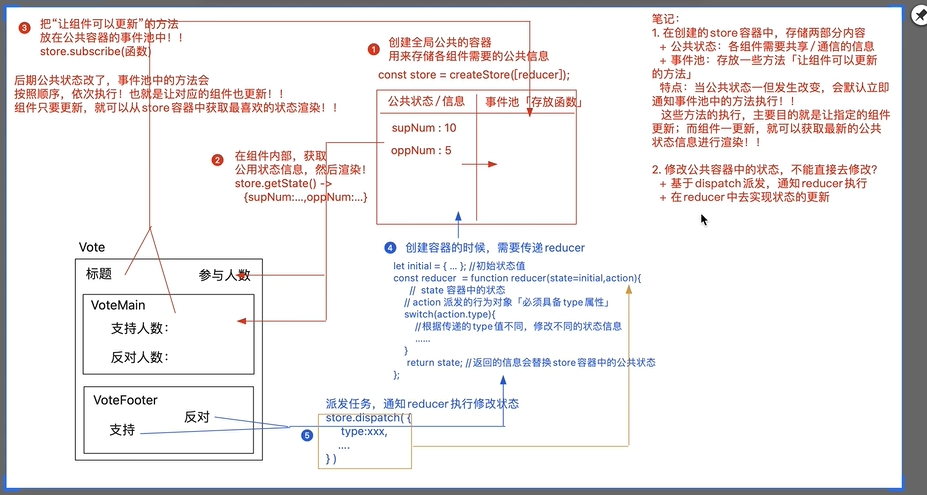 3 把“让组件可以更新”的方法
放在公共容器的事件池中！！
store.subscribe(函数)
后期公共状态改了，事件池中的方法会
按照顺序，依次执行！也就是让对应的组件也更新！！
组件只要更新，就可以从store容器中获取最喜欢的状态渲染！！
1 创建全局公共的容器
用来存储各组件需要的公共信息
const store = createStore([reducer]);
公共状态/信息 事件池「存放函数」
supNum : 10
oppNum : 5
2 在组件内部，获取
公用状态信息，然后渲染！
store.getState() ->
{supNum:...,oppNum:...}
Vote
标题 参与人数
VoteMain
支持人数：
反对人数：
VoteFooter
反对
支持
4 创建容器的时候，需要传递reducer
let initial = { ... }; //初始状态值
const reducer = function reducer(state=initial,action){
// state 容器中的状态
// action 派发的行为对象「必须具备type属性」
switch(action.type){
//根据传递的type值不同，修改不同的状态信息
......
}
return state; //返回的信息会替换store容器中的公共状态
};
派发任务，通知reducer执行修改状态
5 store.dispatch( {
type:xxx,
....
} )
笔记：
1. 在创建的store容器中，存储两部分内容
+ 公共状态：各组件需要共享/通信的信息
+ 事件池：存放一些方法「让组件可以更新
的方法」
特点：当公共状态一但发生改变，会默认立即
通知事件池中的方法执行！！
这些方法的执行，主要目的就是让指定的组件
更新；而组件一更新，就可以获取最新的公共
状态信息进行渲染！！
2. 修改公共容器中的状态，不能直接去修改？
+ 基于dispatch派发，通知reducer执行
+ 在reducer中去实现状态的更新